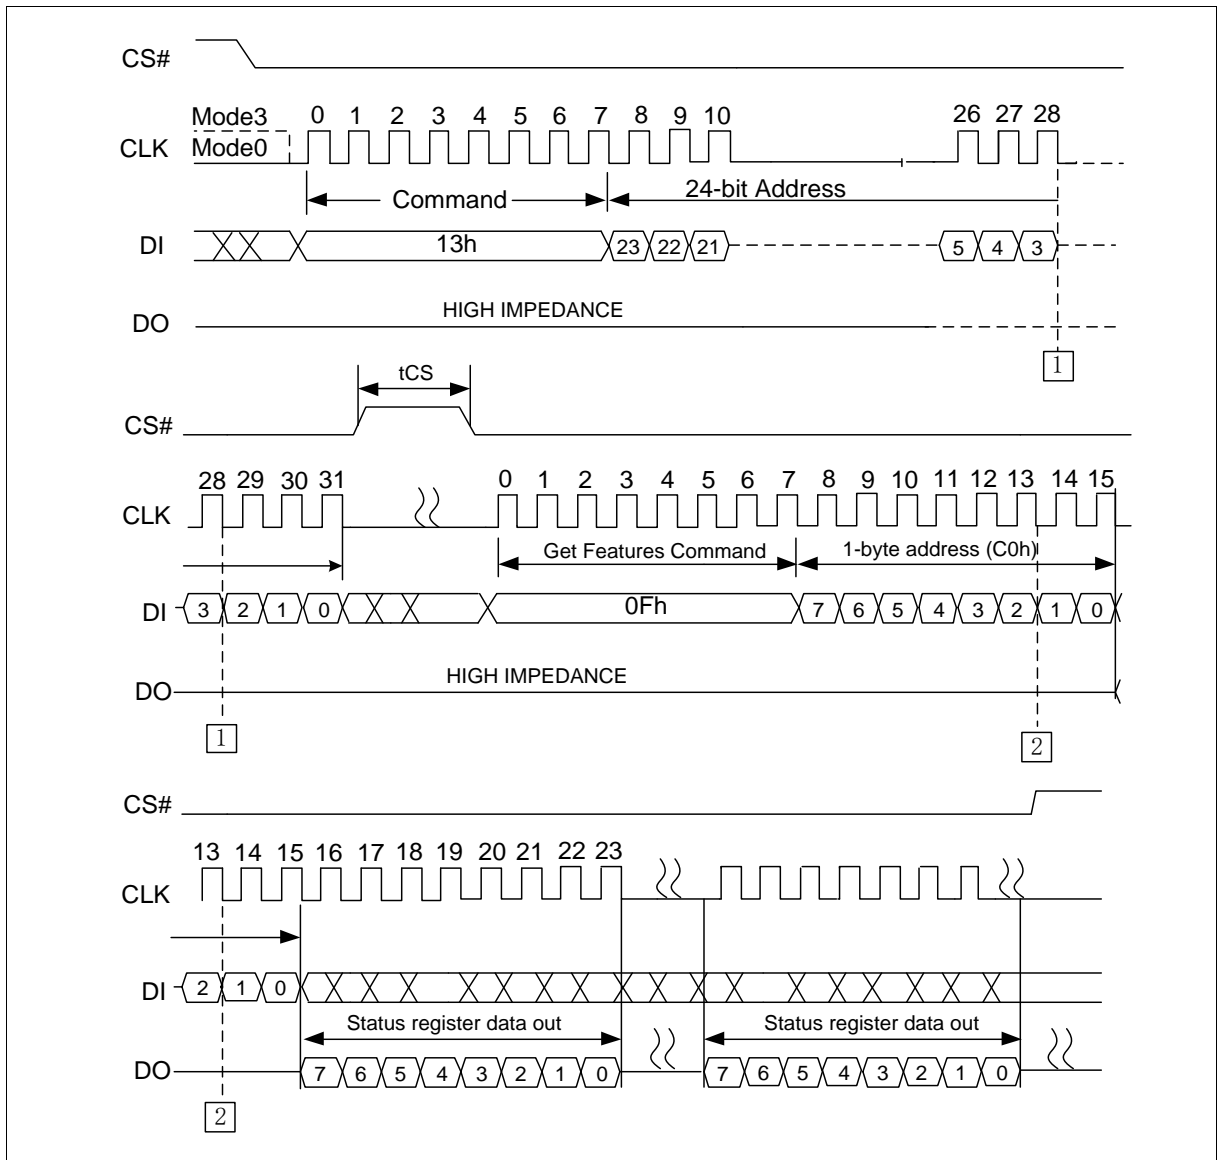 CS#
Mode3 0 1 2 3 4 5 6 7 8 9 10 26 27 28
CLK Mode0
Command 24-bit Address
DI 13h 23 22 21 5 4 3
HIGH IMPEDANCE
DO
1
tCS
CS#
28 29 30 31 0 1 2 3 4 5 6 7 8 9 10 11 12 13 14 15
CLK
Get Features Command 1-byte address (C0h)
DI 3 2 1 0 0Fh 7 6 5 4 3 2 1 0
HIGH IMPEDANCE
DO
1 2
CS#
13 14 15 16 17 18 19 20 21 22 23
CLK
DI 2 1 0
Status register data out Status register data out
DO 7 6 5 4 3 2 1 0 7 6 5 4 3 2 1 0
2